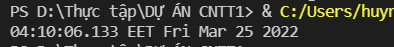 PS D:\Thực tập\DỰ ÁN CNTT1> & C:/Users/huyn
04:10:06.133 EET Fri Mar 25 2022